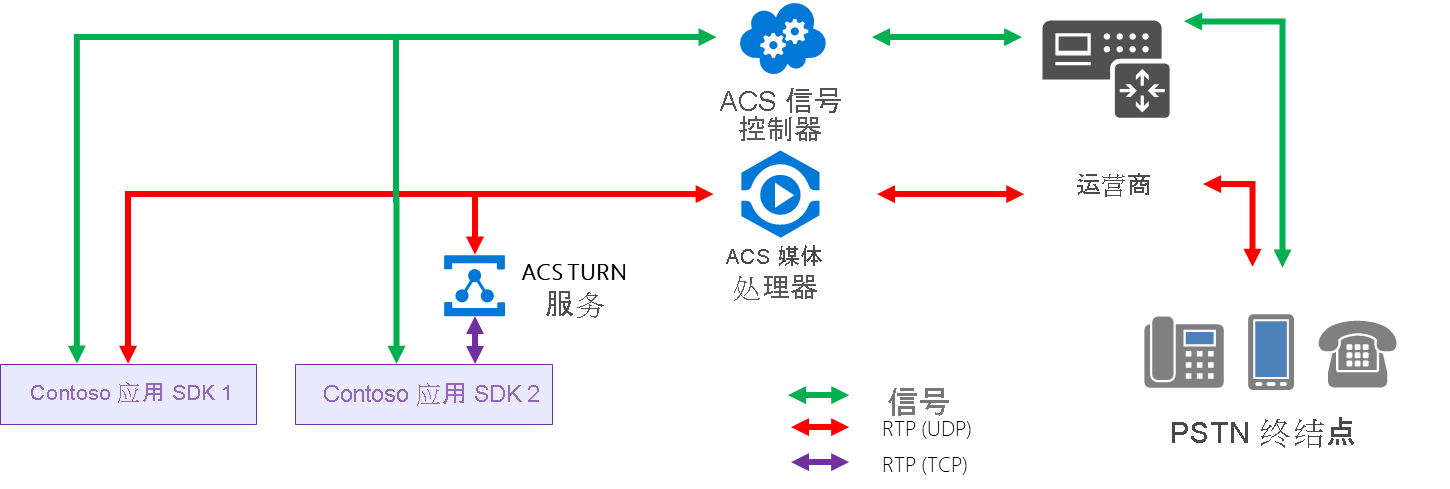 ACS 信号
控制器
运营商
ACS 媒体
处理器
ACS TURN
服务
Contoso 应用 SDK 1
Contoso 应用 SDK 2
信号
RTP (UDP)
RTP (TCP)
PSTN 终结点